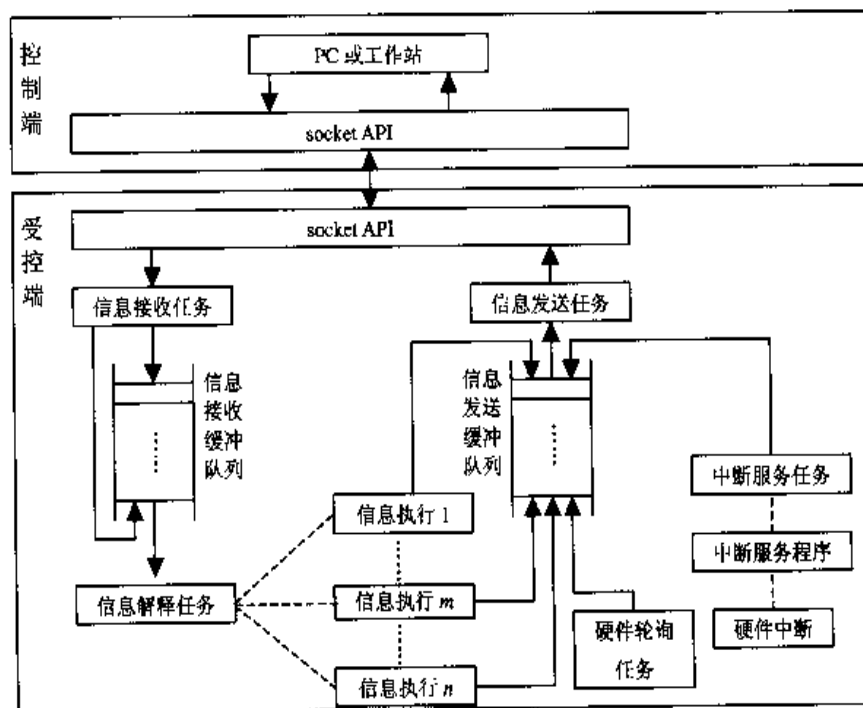 控制端
PC 或工作站
socket API
受控端
socket API
信息接收任务
信息发送任务
信息
接收
缓冲
队列
信息
发送
缓冲
队列
中断服务任务
信息执行 1
中断服务程序
信息解释任务
信息执行 m
硬件轮询
任务
硬件中断
信息执行 n